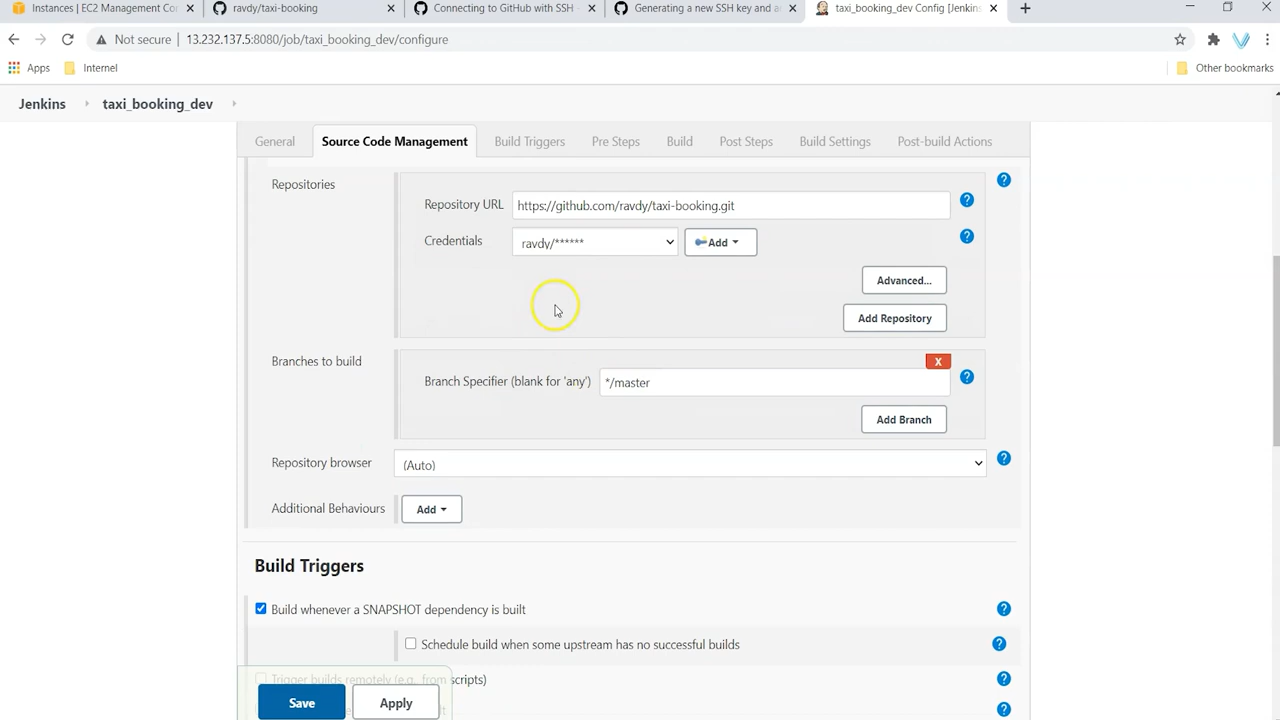 Instances | EC2 Management Con
ravdy/taxi-booking
Connecting to GitHub with SSH -
Generating a new SSH key and a
taxi_booking_dev Config [Jenkins
Not secure | 13.232.137.5:8080/job/taxi_booking_dev/configure
Apps
Internet
Other bookmarks
Jenkins
taxi_booking_dev
General
Source Code Management
Build Triggers
Pre Steps
Build
Post Steps
Build Settings
Post-build Actions
Repositories
Repository URL
https://github.com/ravdy/taxi-booking.git
Credentials
ravdy/******
Add
Advanced...
Add Repository
Branches to build
X
Branch Specifier (blank for 'any')
*/master
Add Branch
Repository browser
(Auto)
Additional Behaviours
Add
Build Triggers
Build whenever a SNAPSHOT dependency is built
Schedule build when some upstream has no successful builds
Trigger builds remotely (e.g., from scripts)
Save
Apply